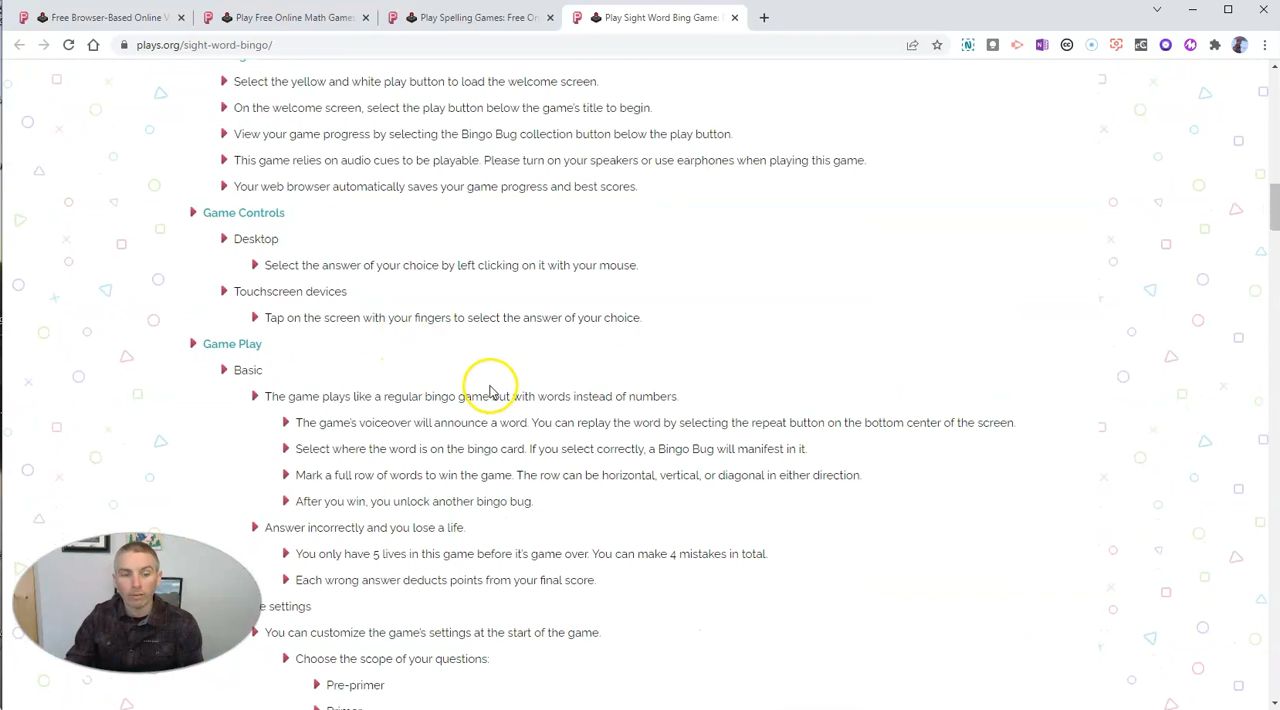 Free Browser-Based Online V
Play Free Online Math Games
Play Spelling Games: Free On
Play Sight Word Bing Game:
plays.org/sight-word-bingo/
Select the yellow and white play button to load the welcome screen.
On the welcome screen, select the play button below the game's title to begin.
View your game progress by selecting the Bingo Bug collection button below the play button.
This game relies on audio cues to be playable. Please turn on your speakers or use earphones when playing this game.
Your web browser automatically saves your game progress and best scores.
Game Controls
Desktop
Select the answer of your choice by left clicking on it with your mouse.
Touchscreen devices
Tap on the screen with your fingers to select the answer of your choice.
Game Play
Basic
The game plays like a regular bingo game but with words instead of numbers.
The game's voiceover will announce a word. You can replay the word by selecting the repeat button on the bottom center of the screen.
Select where the word is on the bingo card. If you select correctly, a Bingo Bug will manifest in it.
Mark a full row of words to win the game. The row can be horizontal, vertical, or diagonal in either direction.
After you win, you unlock another bingo bug.
Answer incorrectly and you lose a life.
You only have 5 lives in this game before it's game over. You can make 4 mistakes in total.
Each wrong answer deducts points from your final score.
e settings
You can customize the game's settings at the start of the game.
Choose the scope of your questions:
Pre-primer